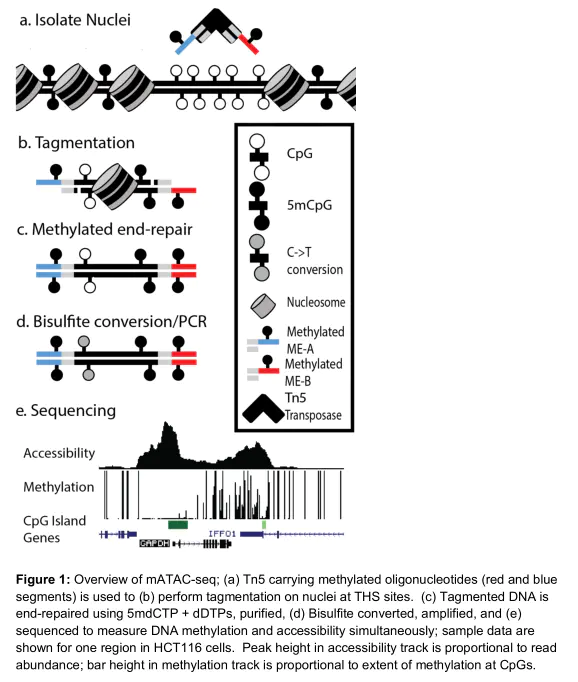 a. Isolate Nuclei
b. Tagmentation
c. Methylated end-repair
d. Bisulfite conversion/PCR
CpG
5mCpG
C->T
conversion
Nucleosome
Methylated
ME-A
Methylated
ME-B
Tn5
Transposase
e. Sequencing
Accessibility
Methylation
CpG Island
Genes
GAPDH
IFFO1
Figure 1: Overview of mATAC-seq; (a) Tn5 carrying methylated oligonucleotides (red and blue
segments) is used to (b) perform tagmentation on nuclei at THS sites. (c) Tagmented DNA is
end-repaired using 5mdCTP + dDTPs, purified, (d) Bisulfite converted, amplified, and (e)
sequenced to measure DNA methylation and accessibility simultaneously; sample data are
shown for one region in HCT116 cells. Peak height in accessibility track is proportional to read
abundance; bar height in methylation track is proportional to extent of methylation at CpGs.